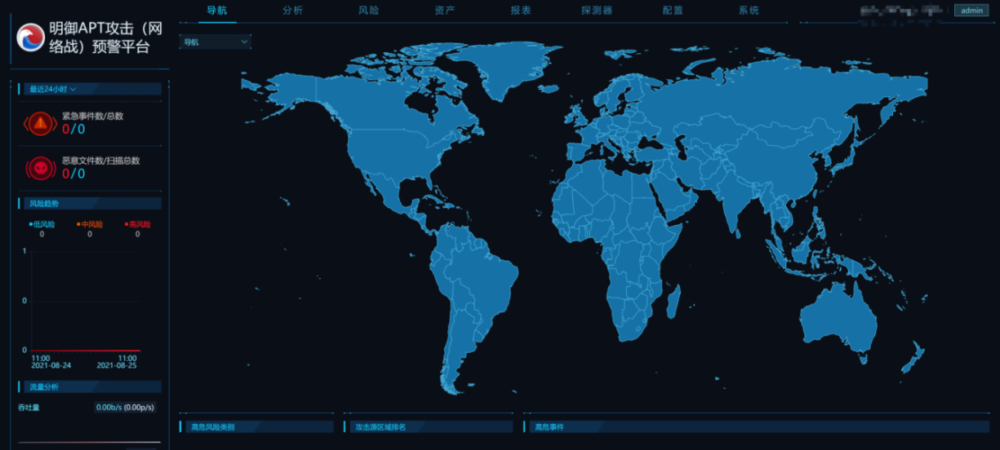 明御APT攻击（网
络战）预警平台
导航
分析
风险
资产
报表
探测器
配置
系统
admin
导航
最近24小时
紧急事件数/总数
0/0
恶意文件数/扫描总数
0/0
风险趋势
低风险 中风险 高风险
0 0 0
1
0
0
11:00 11:00
2021-08-24 2021-08-25
流量分析
吞吐量 0.00b/s (0.00p/s)
高危风险类别
攻击源区域排名
高危事件